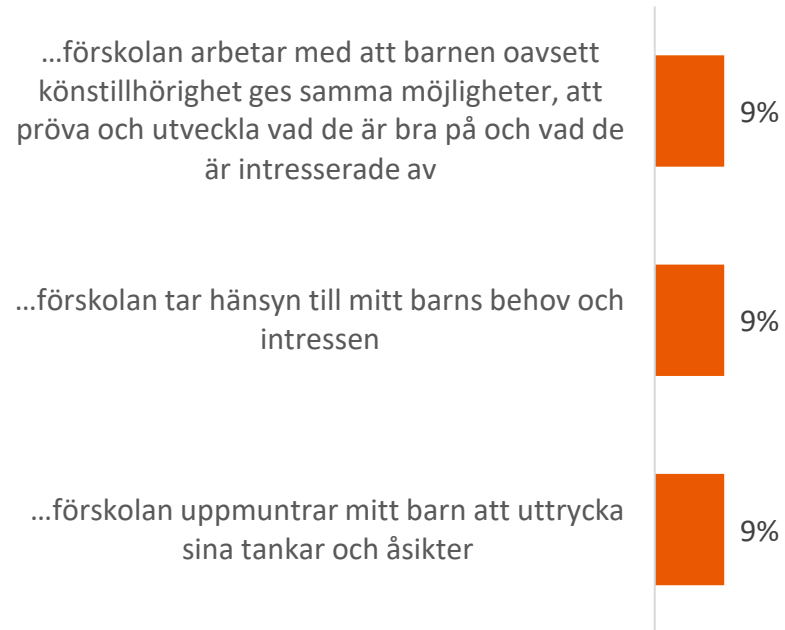 …förskolan arbetar med att barnen oavsett
könstillhörighet ges samma möjligheter, att
pröva och utveckla vad de är bra på och vad de
är intresserade av
9%
…förskolan tar hänsyn till mitt barns behov och
intressen
9%
…förskolan uppmuntrar mitt barn att uttrycka
sina tankar och åsikter
9%